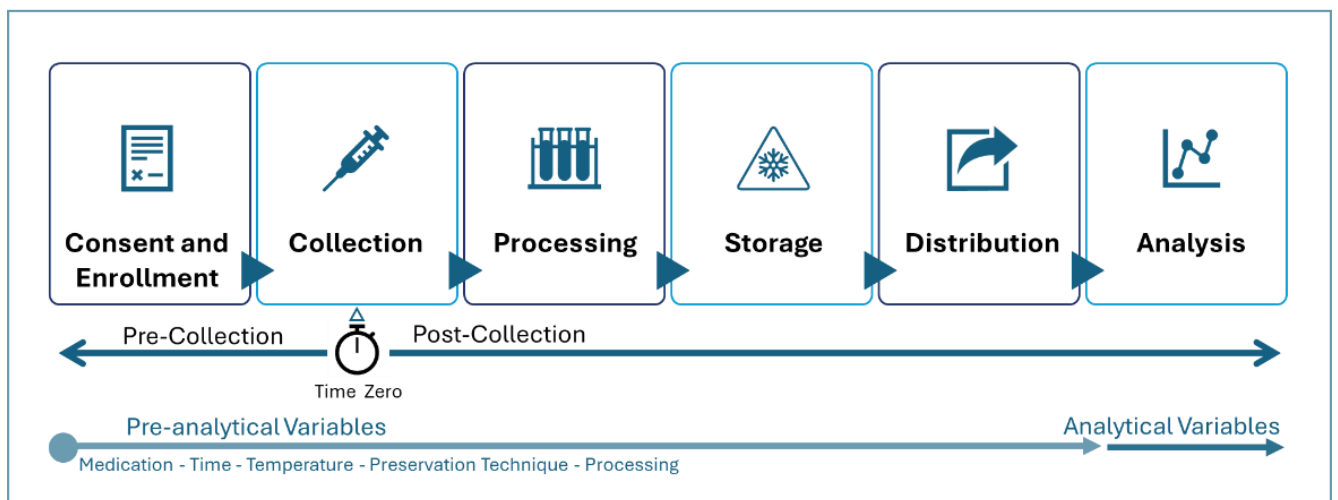 Consent and
Enrollment
Collection
Processing
Storage
Distribution
Analysis
Pre-Collection
Post-Collection
Time Zero
Pre-analytical Variables
Analytical Variables
Medication - Time - Temperature - Preservation Technique - Processing